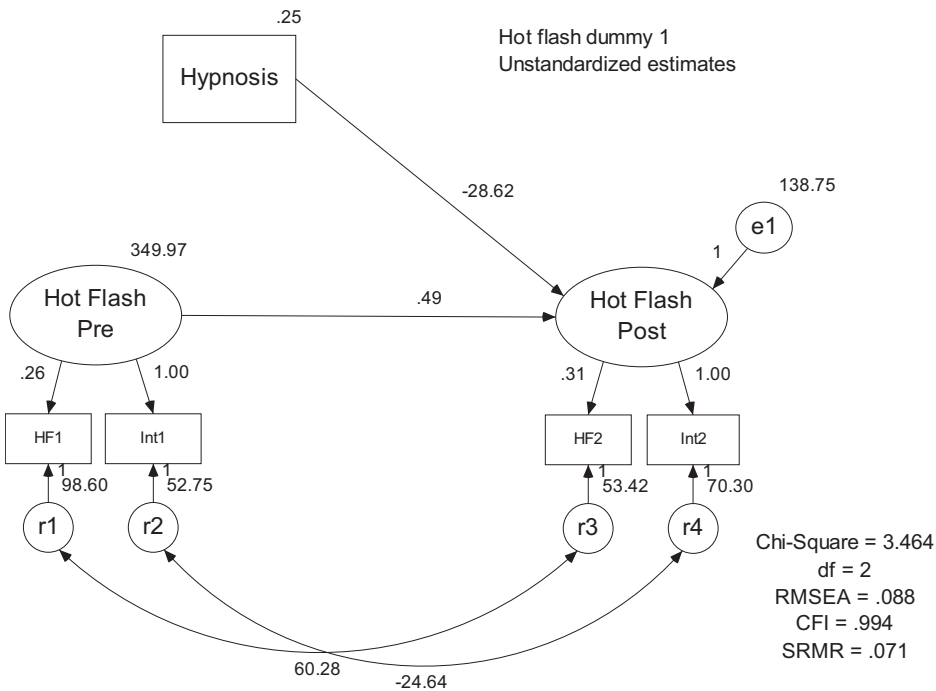 .25
Hot flash dummy 1
Unstandardized estimates
Hypnosis
-28.62
138.75
e1
1
349.97
Hot Flash
Pre
.49
Hot Flash
Post
.26
1.00
.31
1.00
HF1
Int1
HF2
Int2
1
98.60
1
52.75
1
53.42
1
70.30
r1
r2
r3
r4
Chi-Square = 3.464
df = 2
RMSEA = .088
CFI = .994
SRMR = .071
60.28
-24.64